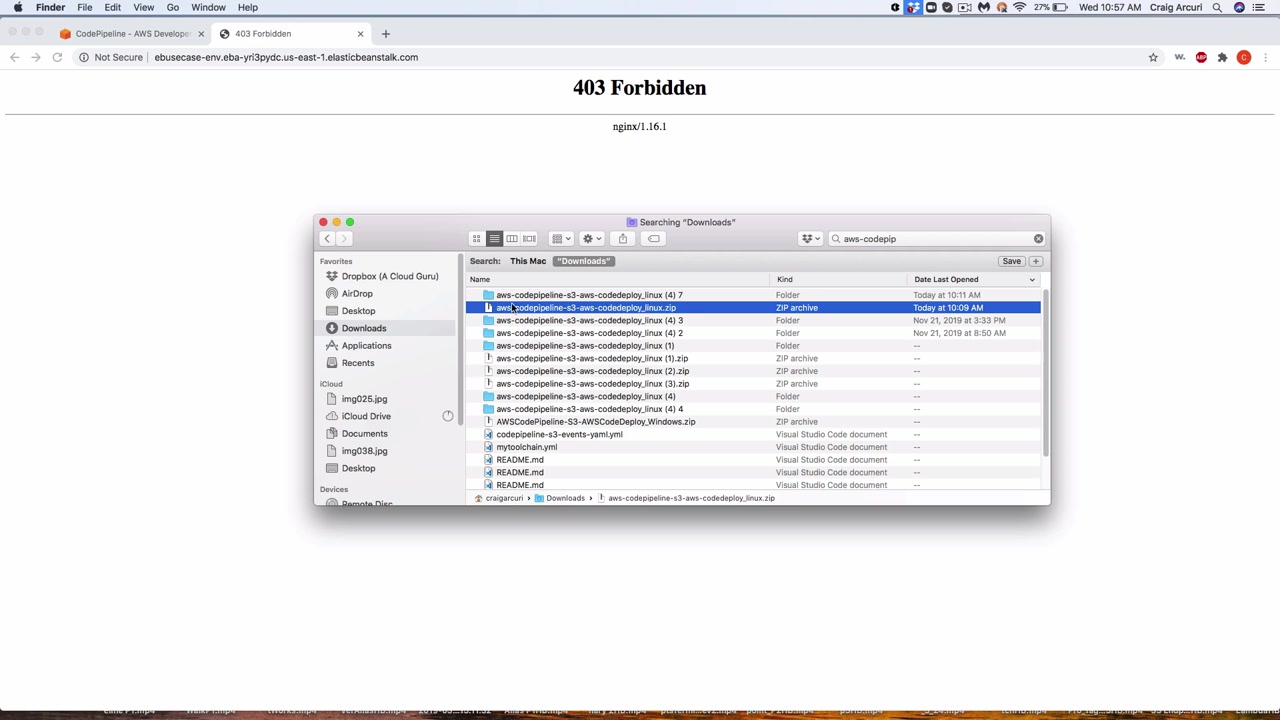 Finder File Edit View Go Window Help 27% Wed 10:57 AM Craig Arcuri
CodePipeline - AWS Develope 403 Forbidden
Not Secure ebusecase-env.eba-yri3pydc.us-east-1.elasticbeanstalk.com W. ABP C
403 Forbidden
nginx/1.16.1
Searching "Downloads"
aws-codepip
Search: This Mac "Downloads" Save +
Name Kind Date Last Opened
aws-codepipeline-s3-aws-codedeploy_linux (4) 7 Folder Today at 10:11 AM
aws-codepipeline-s3-aws-codedeploy_linux.zip ZIP archive Today at 10:09 AM
aws-codepipeline-s3-aws-codedeploy_linux (4) 3 Folder Nov 21, 2019 at 3:33 PM
aws-codepipeline-s3-aws-codedeploy_linux (4) 2 Folder Nov 21, 2019 at 8:50 AM
aws-codepipeline-s3-aws-codedeploy_linux (1) Folder --
aws-codepipeline-s3-aws-codedeploy_linux (1).zip ZIP archive --
aws-codepipeline-s3-aws-codedeploy_linux (2).zip ZIP archive --
aws-codepipeline-s3-aws-codedeploy_linux (3).zip ZIP archive --
aws-codepipeline-s3-aws-codedeploy_linux (4) Folder --
aws-codepipeline-s3-aws-codedeploy_linux (4) 4 Folder --
AWSCodePipeline-S3-AWSCodeDeploy_Windows.zip ZIP archive --
codepipeline-s3-events-yaml.yml Visual Studio Code document --
mytoolchain.yml Visual Studio Code document --
README.md Visual Studio Code document --
README.md Visual Studio Code document --
README.md Visual Studio Code document --
Favorites
Dropbox (A Cloud Guru)
AirDrop
Desktop
Downloads
Applications
Recents
iCloud
img025.jpg
iCloud Drive
Documents
img038.jpg
Desktop
Devices
Remote Disc
craigarcuri Downloads aws-codepipeline-s3-aws-codedeploy_linux.zip